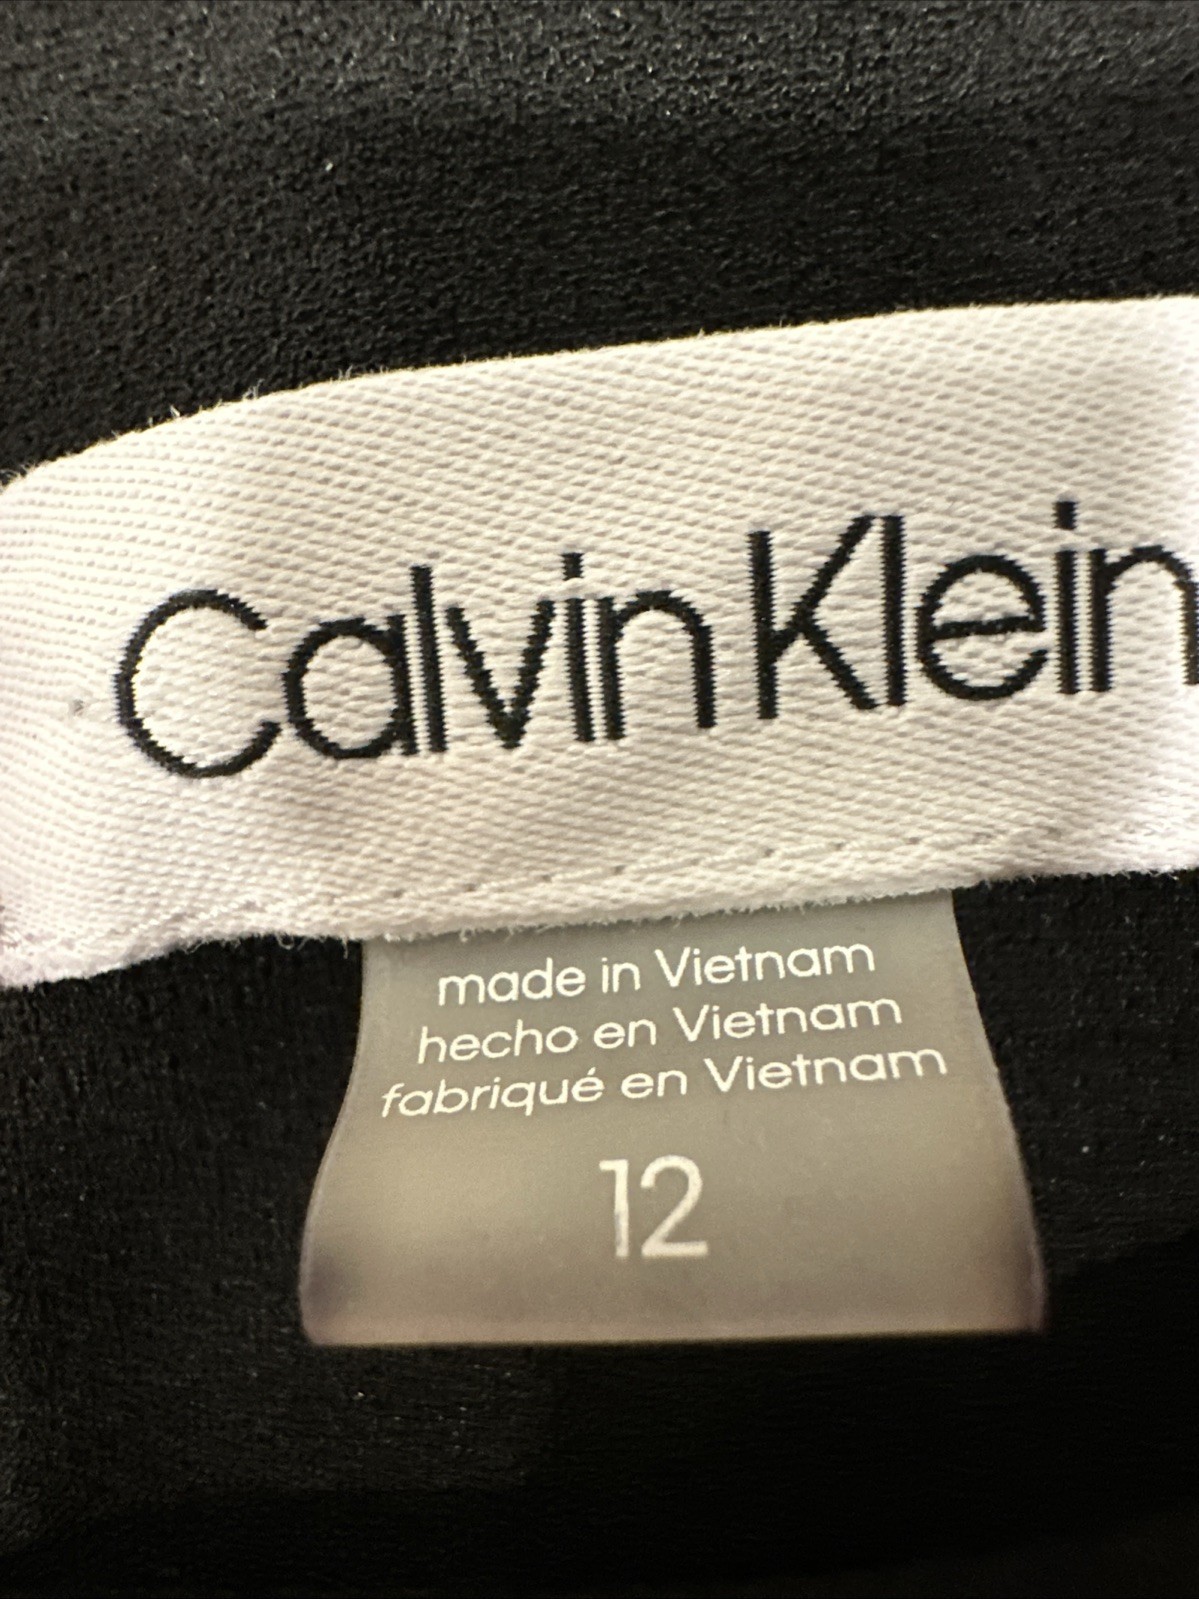 Calvin Klein
made in Vietnam
hecho en Vietnam
fabriqué en Vietnam
12